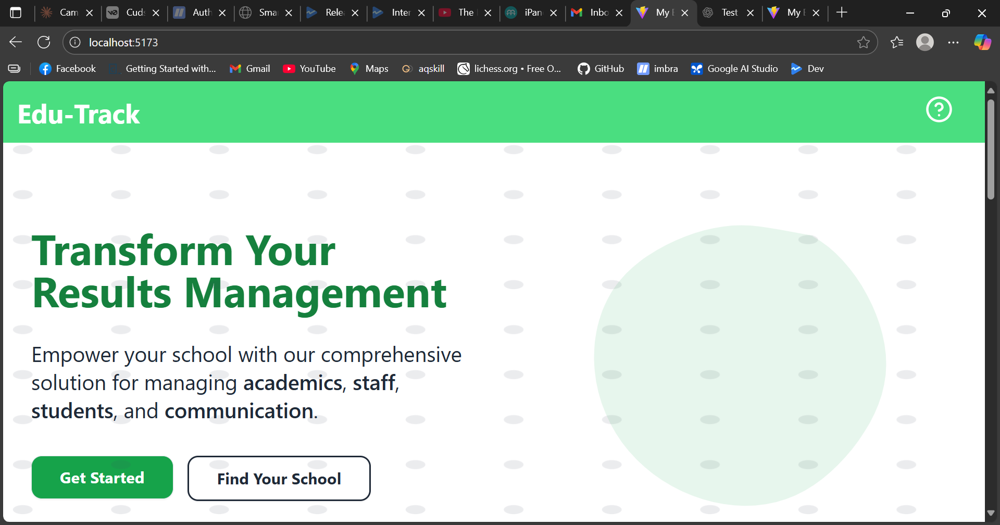 Cam
Cuds
Auth
Sma
Rele
Inter
The
iPan
Inbo
My E
Test
My E
localhost:5173
Facebook
Getting Started with...
Gmail
YouTube
Maps
aqskill
lichess.org • Free O...
GitHub
imbra
Google AI Studio
Dev
Edu-Track
Transform Your
Results Management
Empower your school with our comprehensive
solution for managing academics, staff,
students, and communication.
Get Started
Find Your School